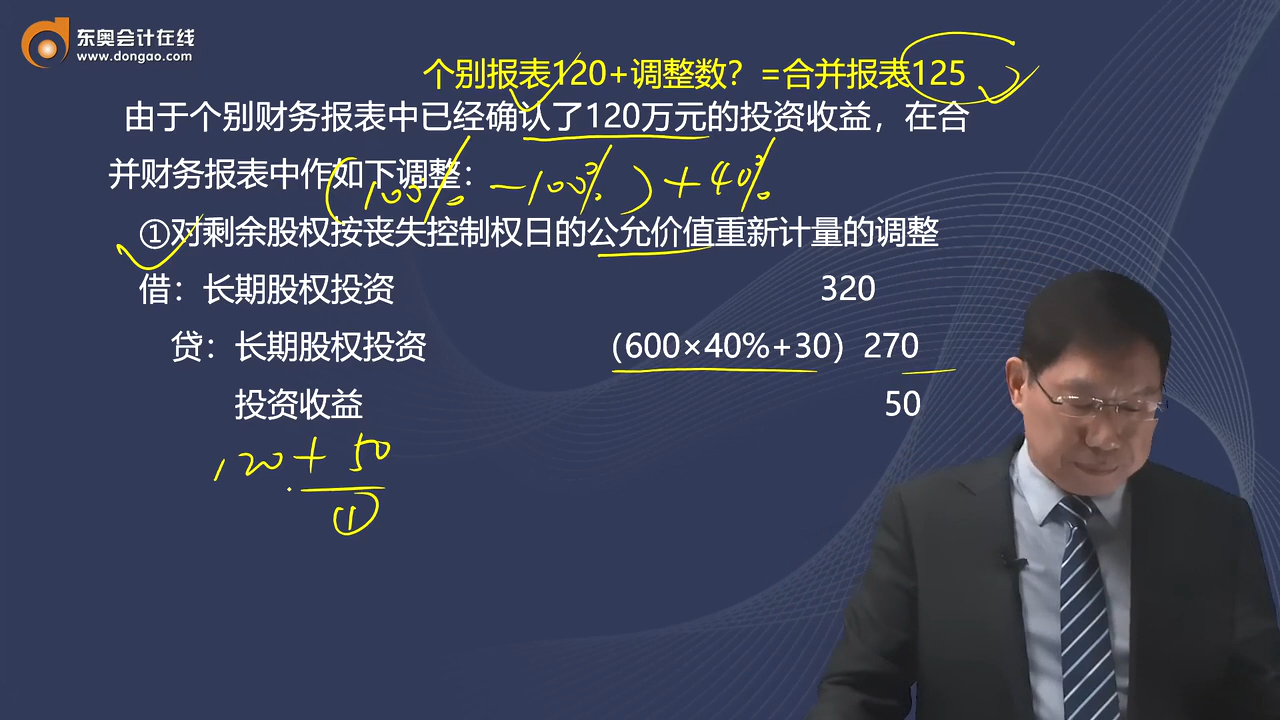 东奥会计在线
www.dongao.com
个别报表120+调整数？=合并报表125
由于个别财务报表中已经确认了120万元的投资收益，在合
并财务报表中作如下调整：
(100% -100%)+40%
①对剩余股权按丧失控制权日的公允价值重新计量的调整
借：长期股权投资 320
贷：长期股权投资 （600×40%+30）270
投资收益 50
120+50
①